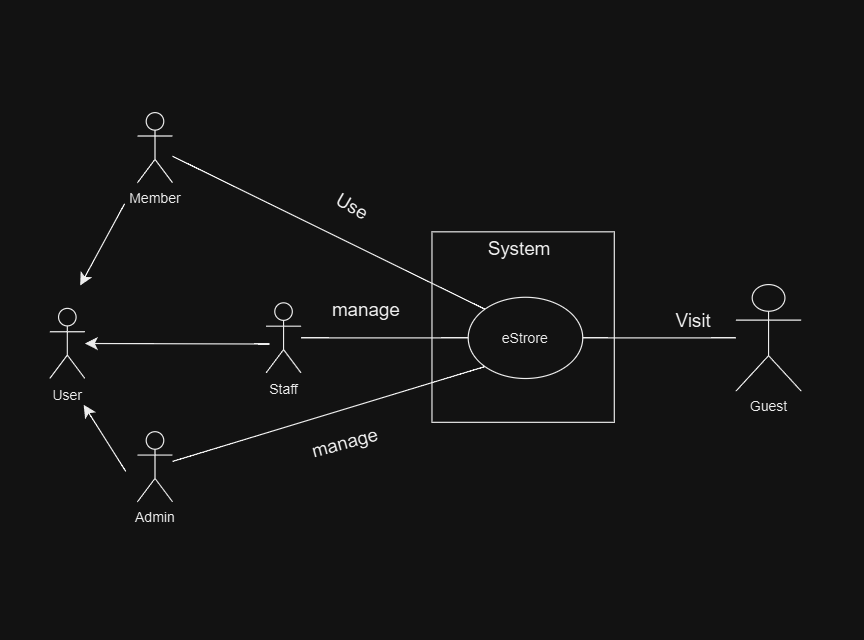 Member
Use
System
manage
Visit
eStrore
User
Staff
Guest
manage
Admin